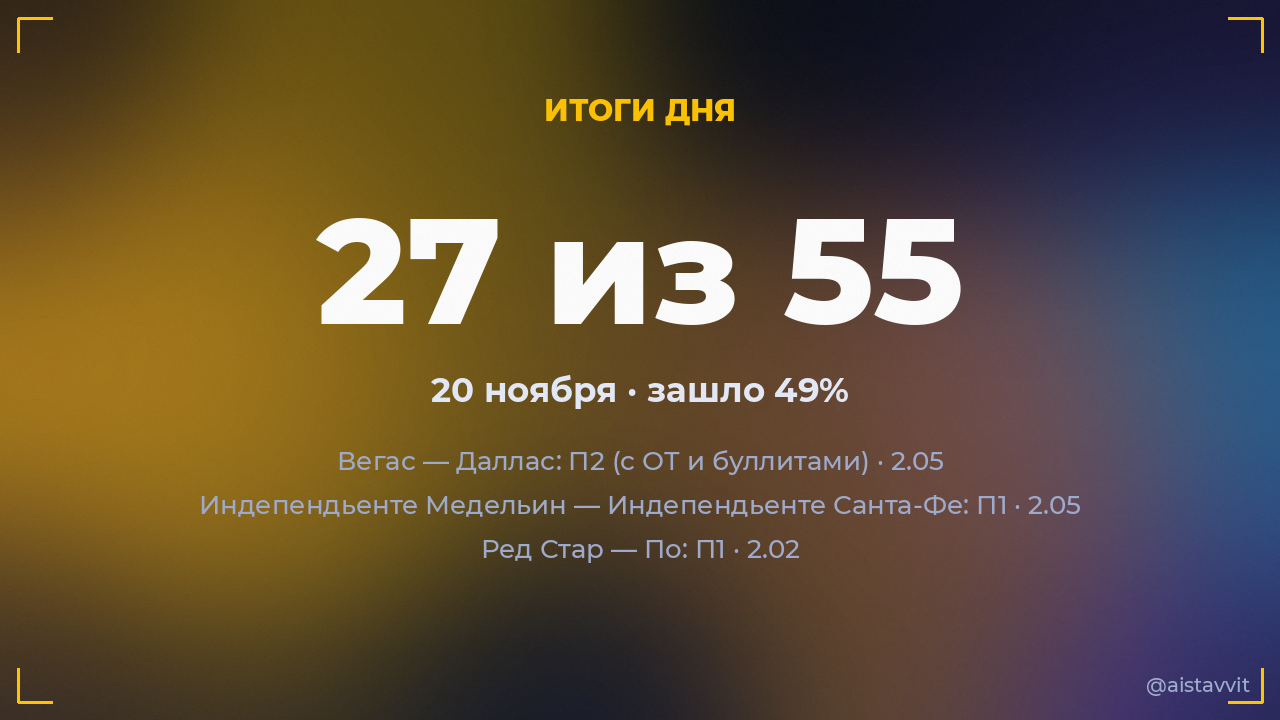 ИТОГИ ДНЯ
27 из 55
20 ноября · зашло 49%
Вегас — Даллас: П2 (с ОТ и буллитами) · 2.05
Индепендьенте Медельин — Индепендьенте Санта-Фе: П1 · 2.05
Ред Стар — По: П1 · 2.02
@aistavvit